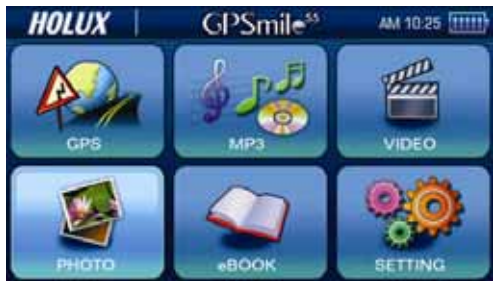 HOLUX GPSmile⁵⁵ AM 10:25
GPS MP3 VIDEO
PHOTO eBOOK SETTING